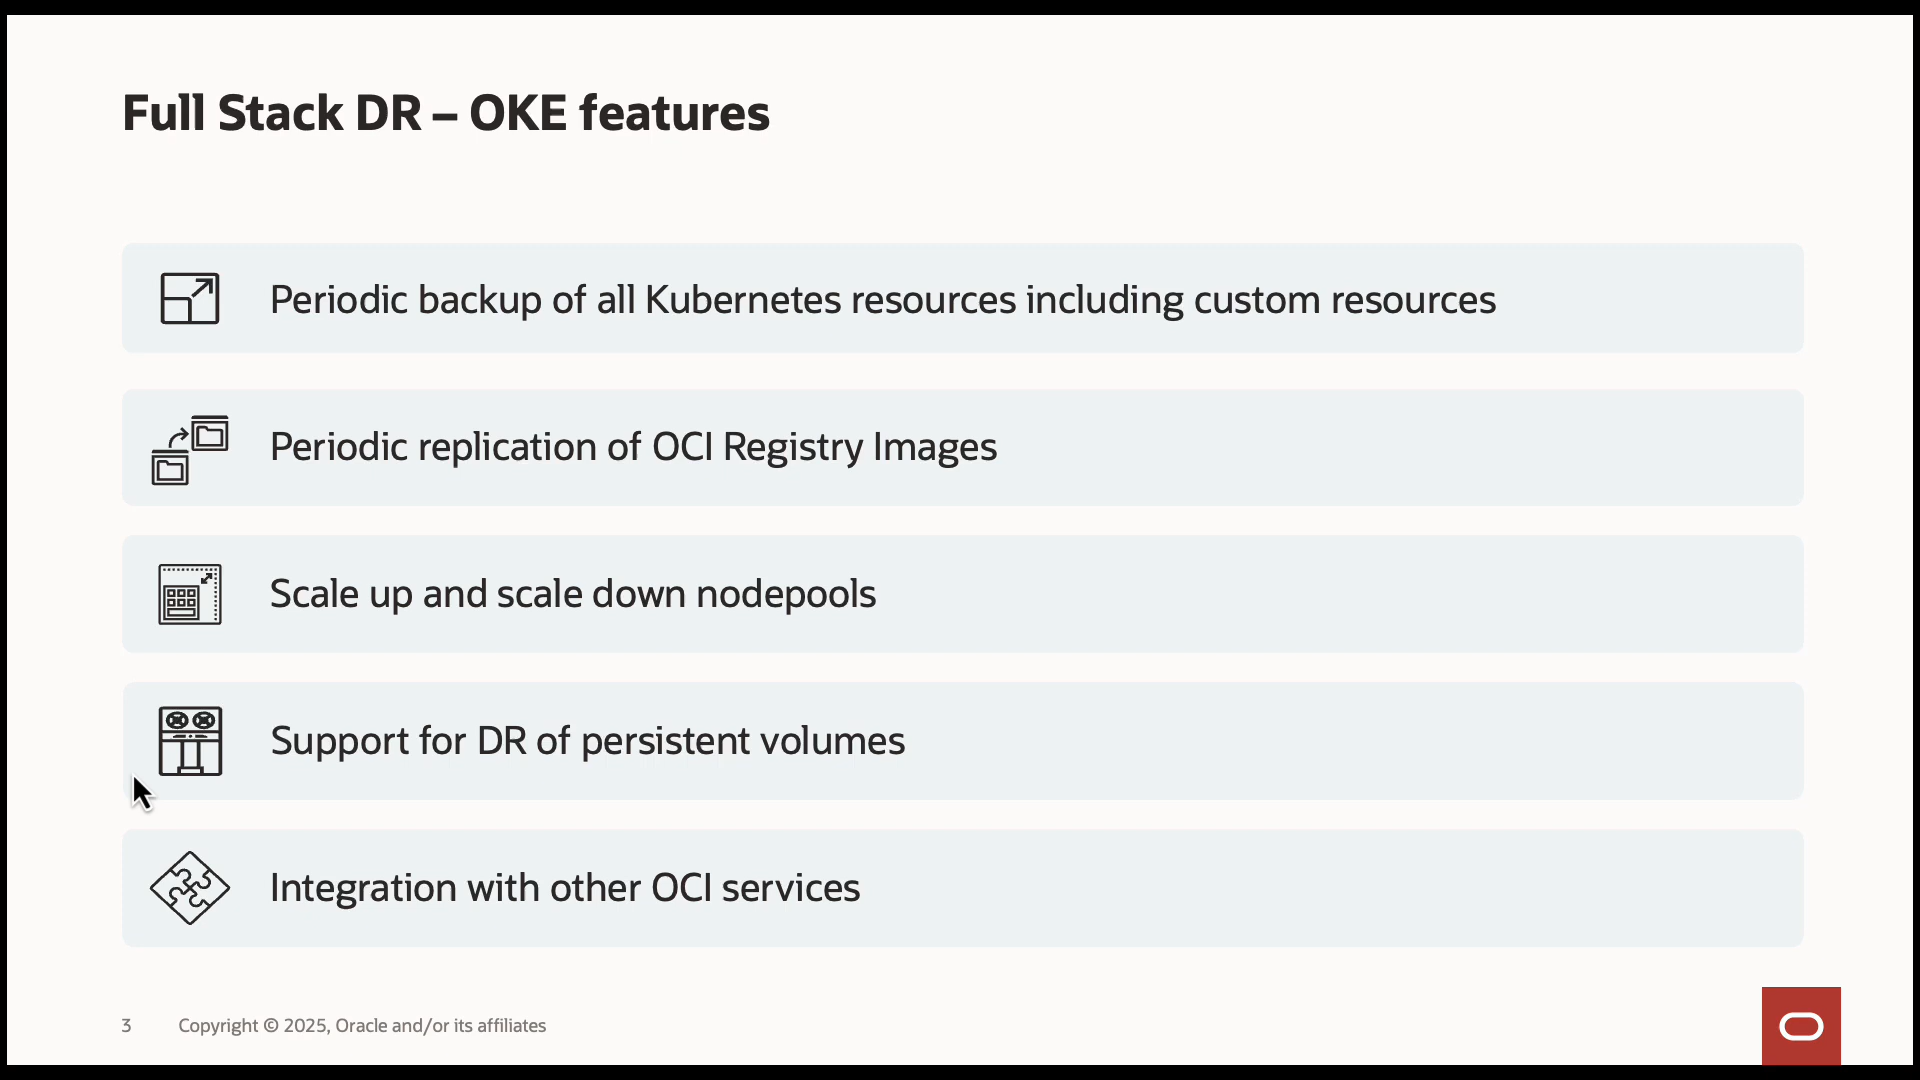 Full Stack DR – OKE features
Periodic backup of all Kubernetes resources including custom resources
Periodic replication of OCI Registry Images
Scale up and scale down nodepools
Support for DR of persistent volumes
Integration with other OCI services
3 Copyright © 2025, Oracle and/or its affiliates